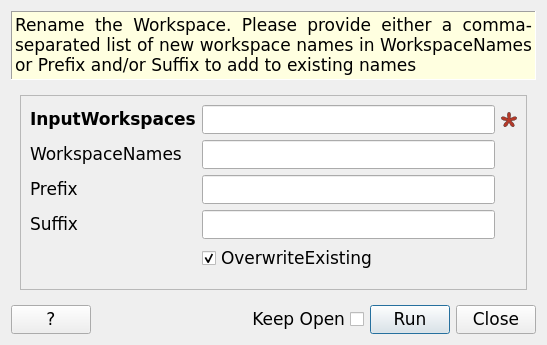 Rename the Workspace. Please provide either a comma-
separated list of new workspace names in WorkspaceNames
or Prefix and/or Suffix to add to existing names
InputWorkspaces *
WorkspaceNames
Prefix
Suffix
OverwriteExisting
? Keep Open Run Close